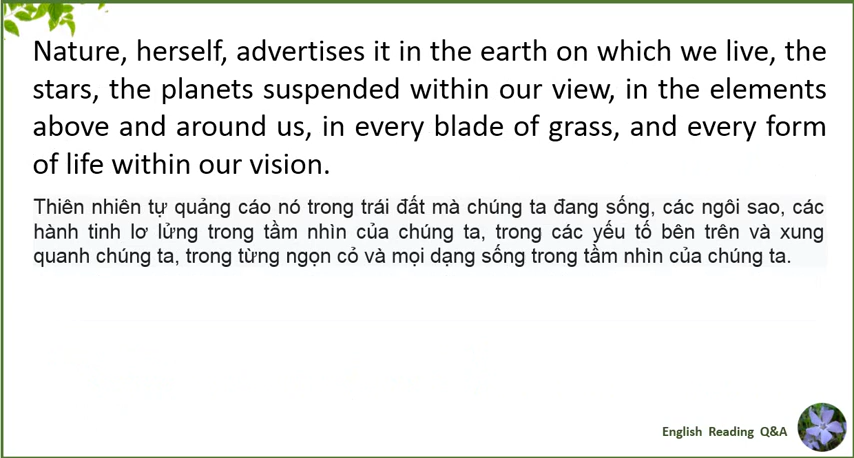 Nature, herself, advertises it in the earth on which we live, the
stars, the planets suspended within our view, in the elements
above and around us, in every blade of grass, and every form
of life within our vision.
Thiên nhiên tự quảng cáo nó trong trái đất mà chúng ta đang sống, các ngôi sao, các
hành tinh lơ lửng trong tầm nhìn của chúng ta, trong các yếu tố bên trên và xung
quanh chúng ta, trong từng ngọn cỏ và mọi dạng sống trong tầm nhìn của chúng ta.
English Reading Q&A